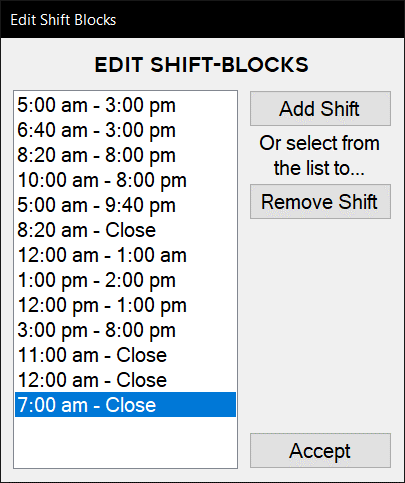 Edit Shift Blocks
EDIT SHIFT-BLOCKS
5:00 am - 3:00 pm
6:40 am - 3:00 pm
8:20 am - 8:00 pm
10:00 am - 8:00 pm
5:00 am - 9:40 pm
8:20 am - Close
12:00 am - 1:00 am
1:00 pm - 2:00 pm
12:00 pm - 1:00 pm
3:00 pm - 8:00 pm
11:00 am - Close
12:00 am - Close
7:00 am - Close
Add Shift
Or select from
the list to...
Remove Shift
Accept